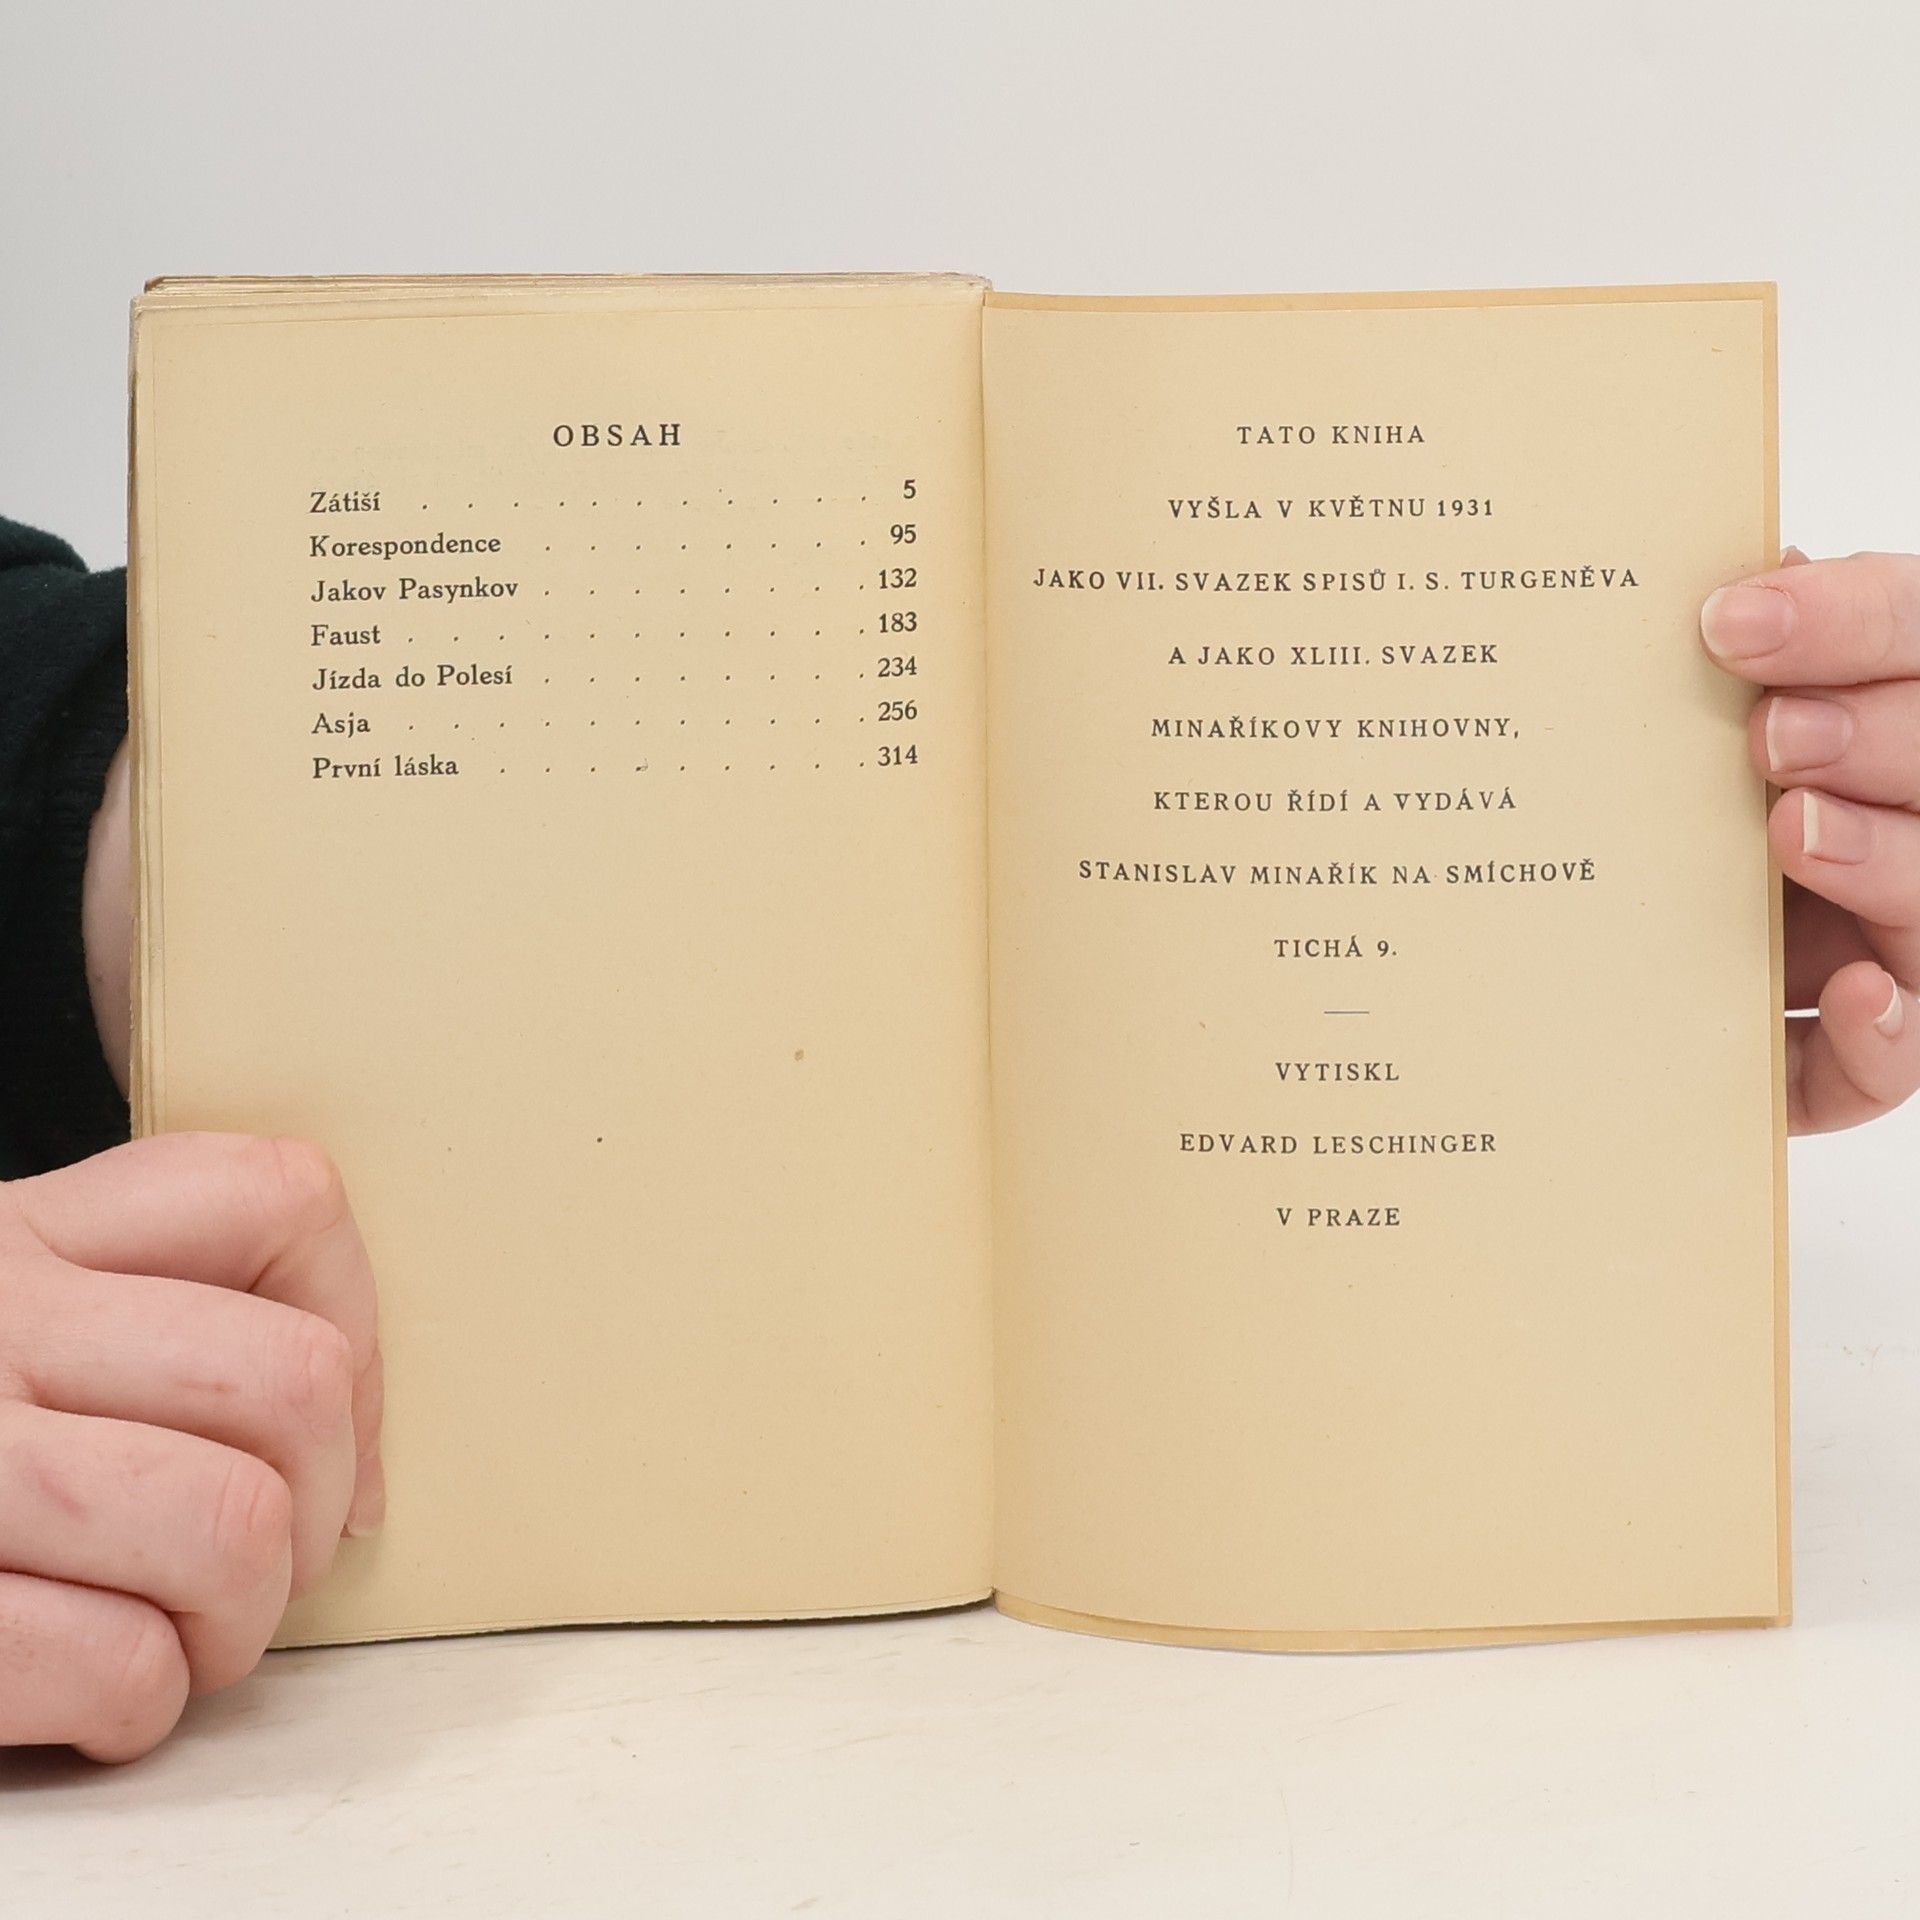 OBSAH
Zátiší . . . . . . . . . . . 5
Korespondence . . . . . . . . 95
Jakov Pasynkov . . . . . . . . 132
Faust . . . . . . . . . . . 183
Jízda do Polesí . . . . . . . . 234
Asja . . . . . . . . . . . 256
První láska . . . . . . . . . 314
TATO KNIHA
VYŠLA V KVĚTNU 1931
JAKO VII. SVAZEK SPISŮ I. S. TURGENĚVA
A JAKO XLIII. SVAZEK
MINAŘÍKOVY KNIHOVNY,
KTEROU ŘÍDÍ A VYDÁVÁ
STANISLAV MINAŘÍK NA SMÍCHOVĚ
TICHÁ 9.
VYTISKL
EDVARD LESCHINGER
V PRAZE